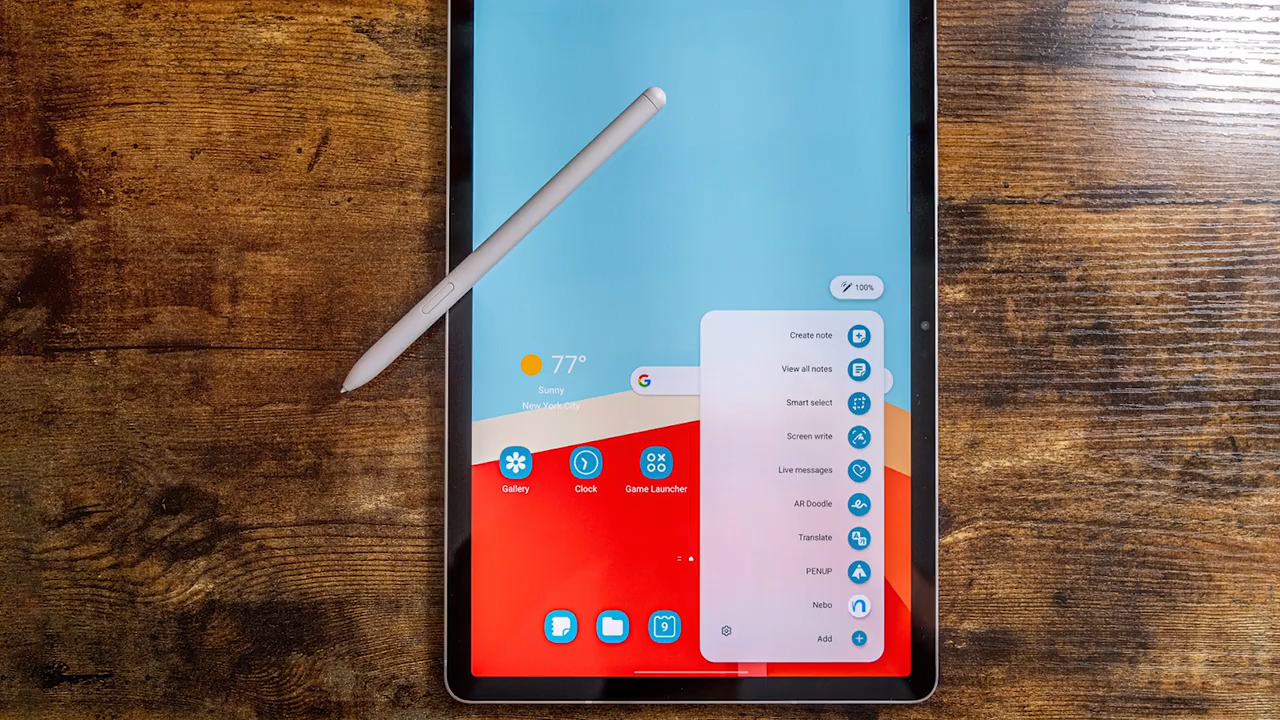 100%
Create note
View all notes
Smart select
Screen write
Live messages
AR Doodle
Translate
PENUP
Nebo
Add
77°
Sunny
New York City
G
Gallery
Clock
Game Launcher
9